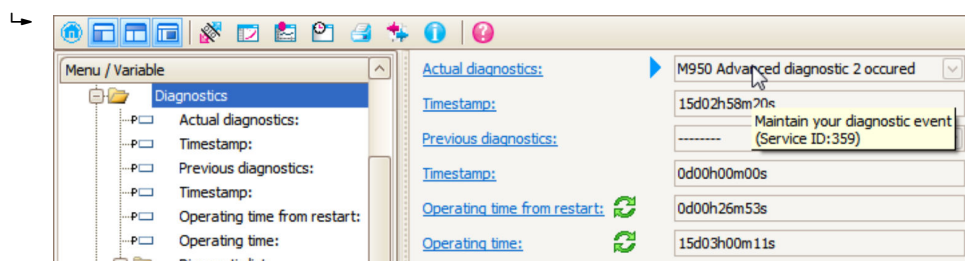 Menu / Variable
Diagnostics
Actual diagnostics:
Timestamp:
Previous diagnostics:
Timestamp:
Operating time from restart:
Operating time:
Actual diagnostics:
M950 Advanced diagnostic 2 occured
Timestamp:
15d02h58m20s
Maintain your diagnostic event
(Service ID:359)
Previous diagnostics:
--------
Timestamp:
0d00h00m00s
Operating time from restart:
0d00h26m53s
Operating time:
15d03h00m11s